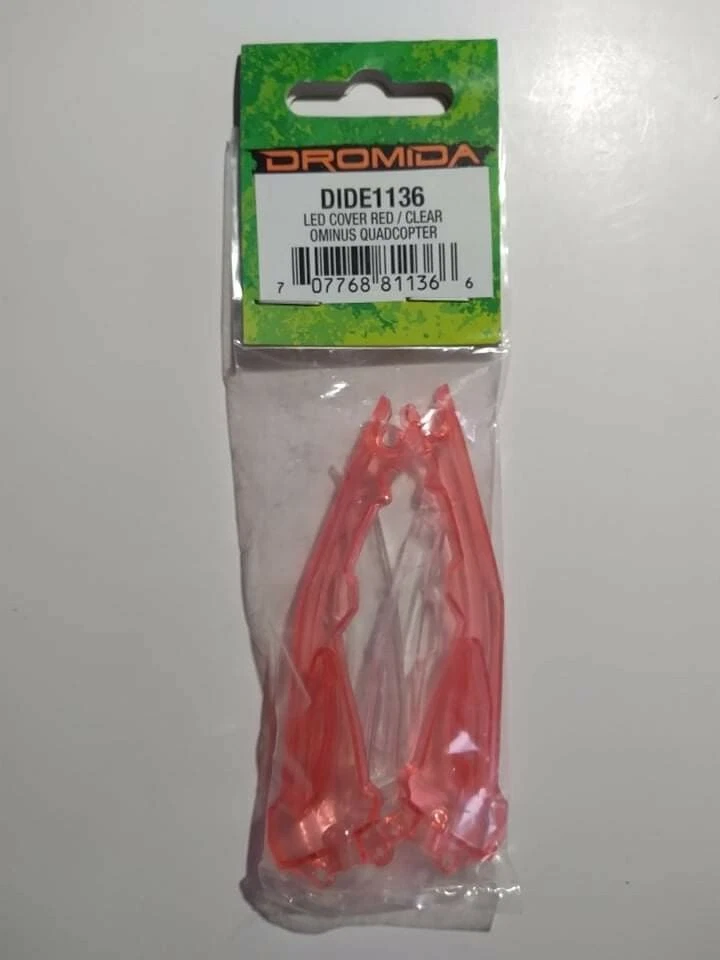 DROMIDA
DIDE1136
LED COVER RED / CLEAR
OMINUS QUADCOPTER
7 07768 81136 6